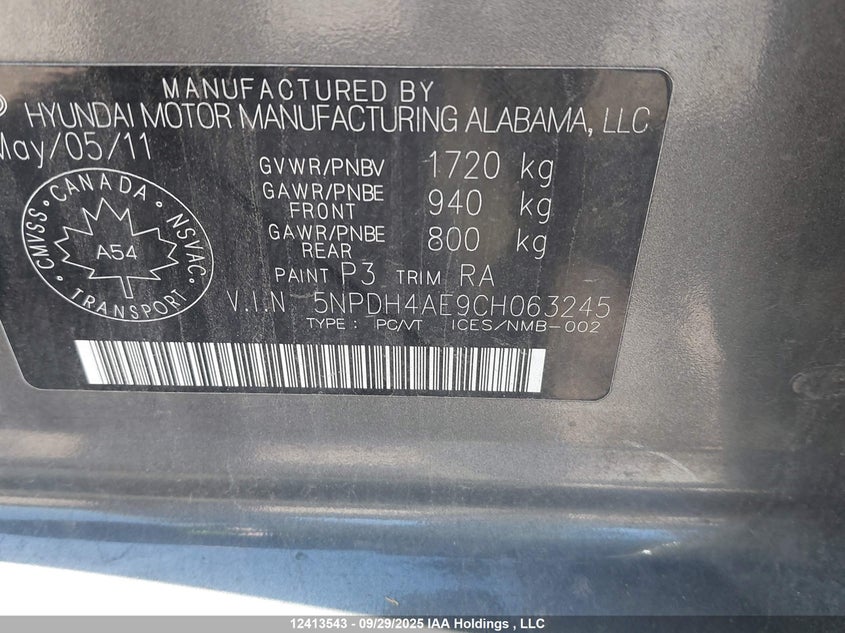 MANUFACTURED BY
HYUNDAI MOTOR MANUFACTURING ALABAMA, LLC
May/05/11
GVWR/PNBV 1720 kg
GAWR/PNBE FRONT 940 kg
GAWR/PNBE REAR 800 kg
PAINT P3 TRIM RA
V.I.N 5NPDH4AE9CH063245
TYPE: PC/VT ICES/NMB-002
CANADA
CMVSS · NSVAC
A54
TRANSPORT
12413543 - 09/29/2025 IAA Holdings , LLC